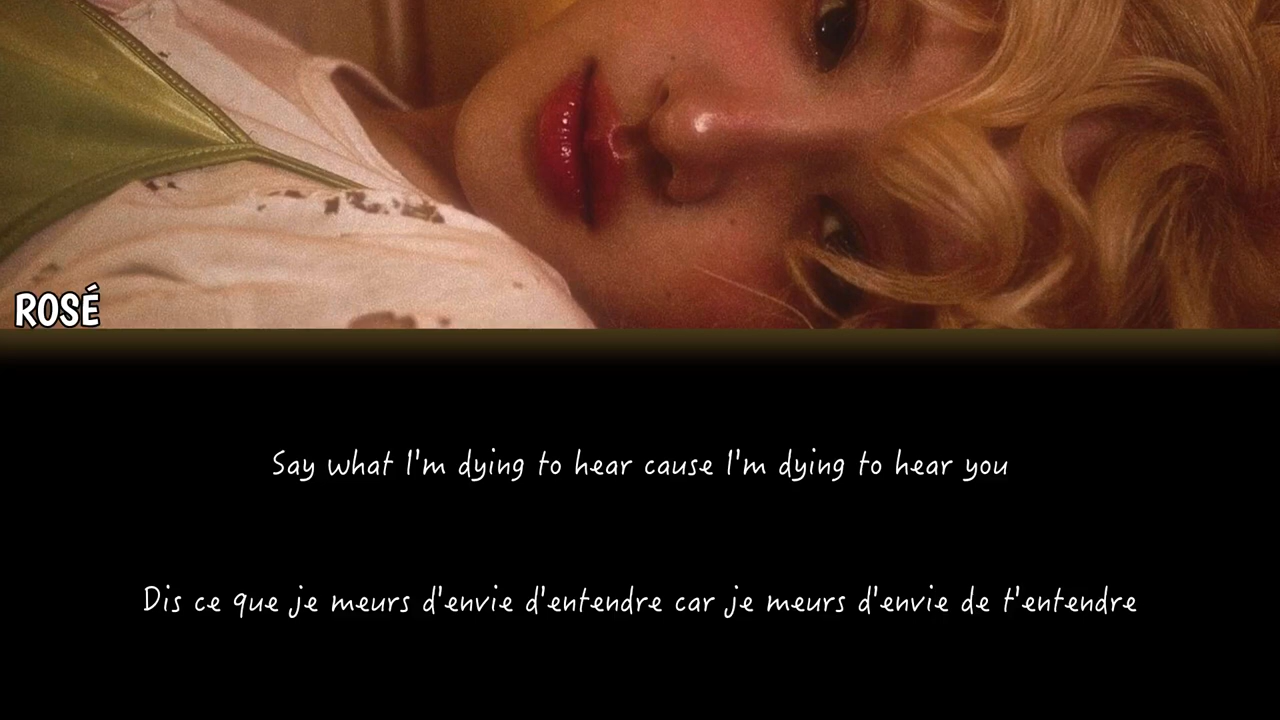 ROSÉ
Say what I'm dying to hear cause I'm dying to hear you
Dis ce que je meurs d'envie d'entendre car je meurs d'envie de t'entendre